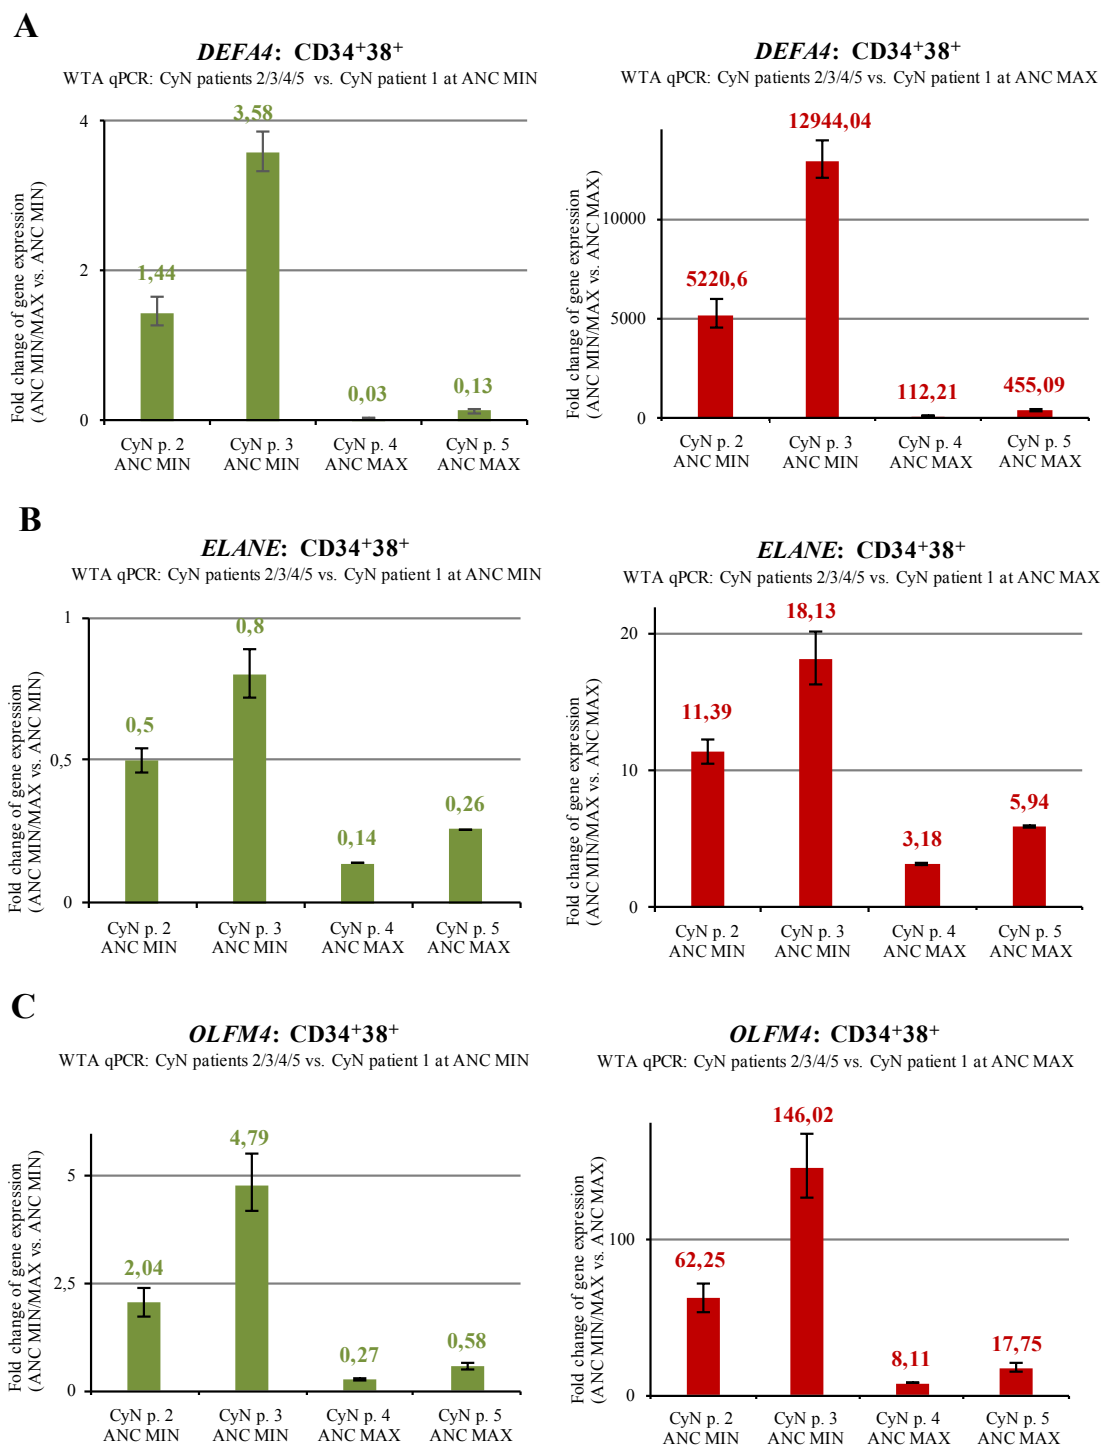 A
DEFA4: CD34+38+
WTA qPCR: CyN patients 2/3/4/5 vs. CyN patient 1 at ANC MIN
Fold change of gene expression
(ANC MIN/MAX vs. ANC MIN)
4
2
0
1,44
3,58
0,03
0,13
CyN p. 2
ANC MIN
CyN p. 3
ANC MIN
CyN p. 4
ANC MAX
CyN p. 5
ANC MAX
DEFA4: CD34+38+
WTA qPCR: CyN patients 2/3/4/5 vs. CyN patient 1 at ANC MAX
Fold change of gene expression
(ANC MIN/MAX vs. ANC MAX)
10000
5000
0
5220,6
12944,04
112,21
455,09
CyN p. 2
ANC MIN
CyN p. 3
ANC MIN
CyN p. 4
ANC MAX
CyN p. 5
ANC MAX
B
ELANE: CD34+38+
WTA qPCR: CyN patients 2/3/4/5 vs. CyN patient 1 at ANC MIN
Fold change of gene expression
(ANC MIN/MAX vs. ANC MIN)
1
0,5
0
0,5
0,8
0,14
0,26
CyN p. 2
ANC MIN
CyN p. 3
ANC MIN
CyN p. 4
ANC MAX
CyN p. 5
ANC MAX
ELANE: CD34+38+
WTA qPCR: CyN patients 2/3/4/5 vs. CyN patient 1 at ANC MAX
Fold change of gene expression
(ANC MIN/MAX vs. ANC MAX)
20
10
0
11,39
18,13
3,18
5,94
CyN p. 2
ANC MIN
CyN p. 3
ANC MIN
CyN p. 4
ANC MAX
CyN p. 5
ANC MAX
C
OLFM4: CD34+38+
WTA qPCR: CyN patients 2/3/4/5 vs. CyN patient 1 at ANC MIN
Fold change of gene expression
(ANC MIN/MAX vs. ANC MIN)
5
2,5
0
2,04
4,79
0,27
0,58
CyN p. 2
ANC MIN
CyN p. 3
ANC MIN
CyN p. 4
ANC MAX
CyN p. 5
ANC MAX
OLFM4: CD34+38+
WTA qPCR: CyN patients 2/3/4/5 vs. CyN patient 1 at ANC MAX
Fold change of gene expression
(ANC MIN/MAX vs. ANC MAX)
100
0
62,25
146,02
8,11
17,75
CyN p. 2
ANC MIN
CyN p. 3
ANC MIN
CyN p. 4
ANC MAX
CyN p. 5
ANC MAX